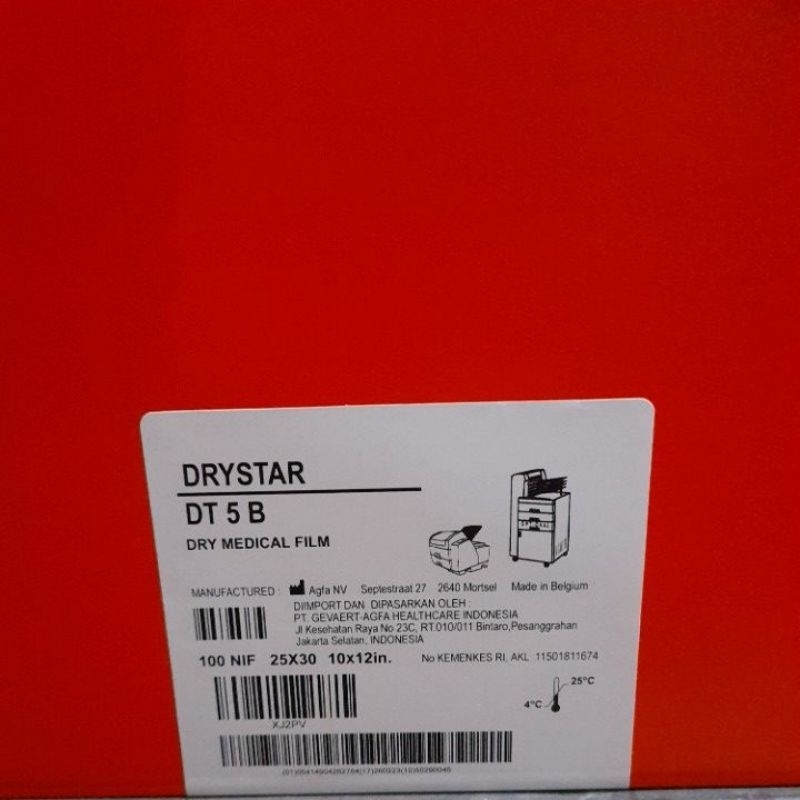 DRYSTAR
DT 5 B
DRY MEDICAL FILM
MANUFACTURED : Agfa NV Septestraat 27 2640 Mortsel Made in Belgium
DIIMPORT DAN DIPASARKAN OLEH :
PT. GEVAERT-AGFA HEALTHCARE INDONESIA
Jl Kesehatan Raya No 23C, RT.010/011 Bintaro,Pesanggrahan
Jakarta Selatan, INDONESIA
100 NIF 25X30 10x12in. No KEMENKES RI, AKL 11501811674
25°C
4°C
XJ2PV